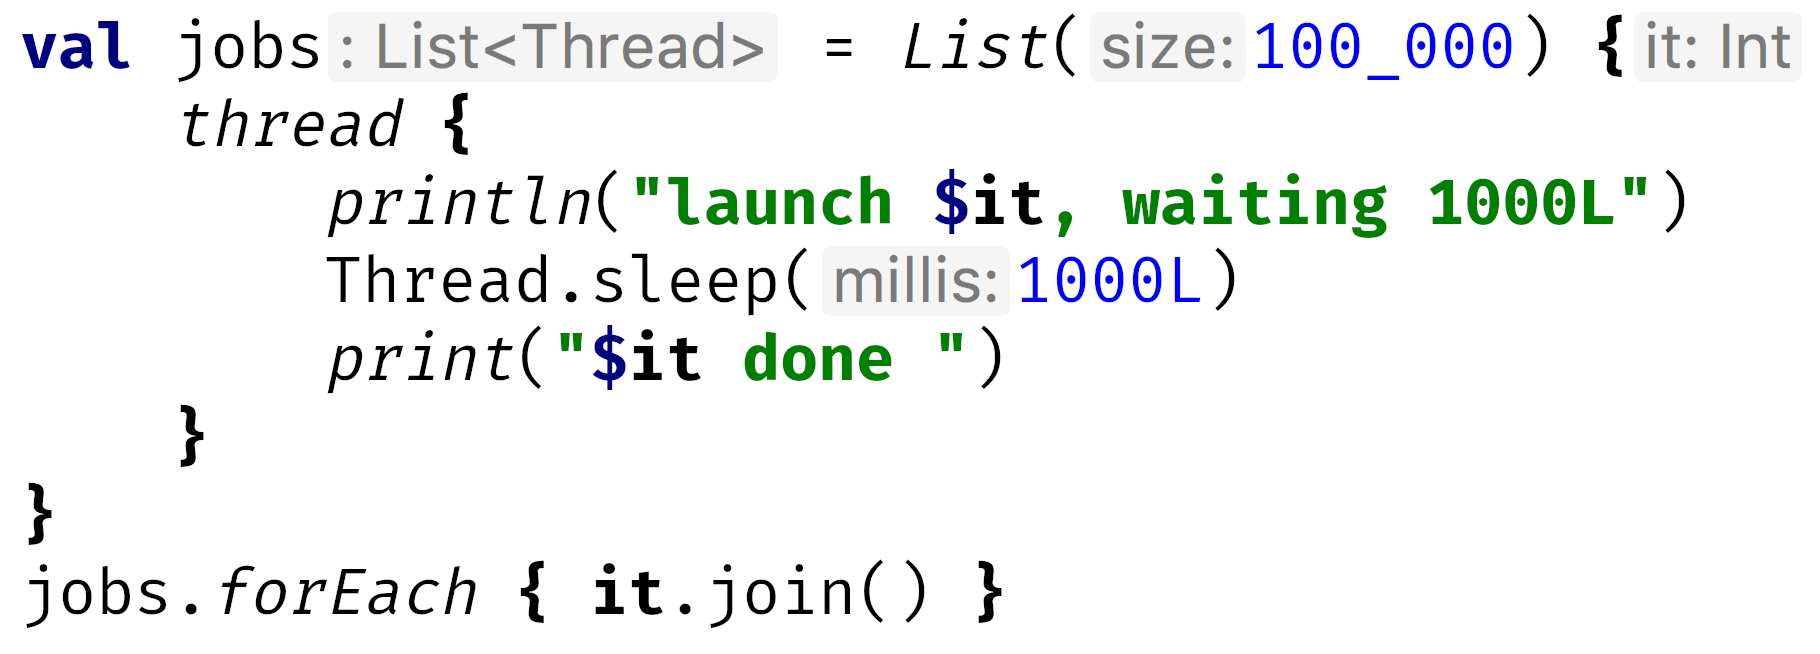 val jobs: List<Thread> = List(size: 100_000) { it: Int
    thread {
        println("launch $it, waiting 1000L")
        Thread.sleep(millis: 1000L)
        print("$it done ")
    }
}
jobs.forEach { it.join() }